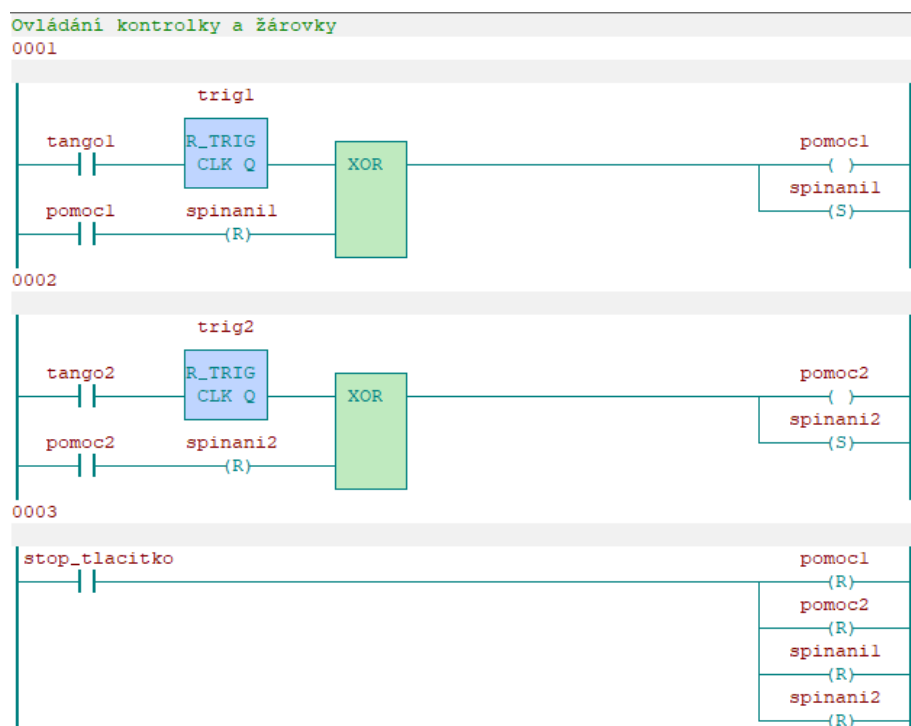 Ovládání kontrolky a žárovky
0001
trig1
tango1 R_TRIG pomoc1
CLK Q XOR ( )
spinani1
(S)
pomoc1 spinani1
(R)
0002
trig2
tango2 R_TRIG pomoc2
CLK Q XOR ( )
spinani2
(S)
pomoc2 spinani2
(R)
0003
stop_tlacitko pomoc1
(R)
pomoc2
(R)
spinani1
(R)
spinani2
(R)